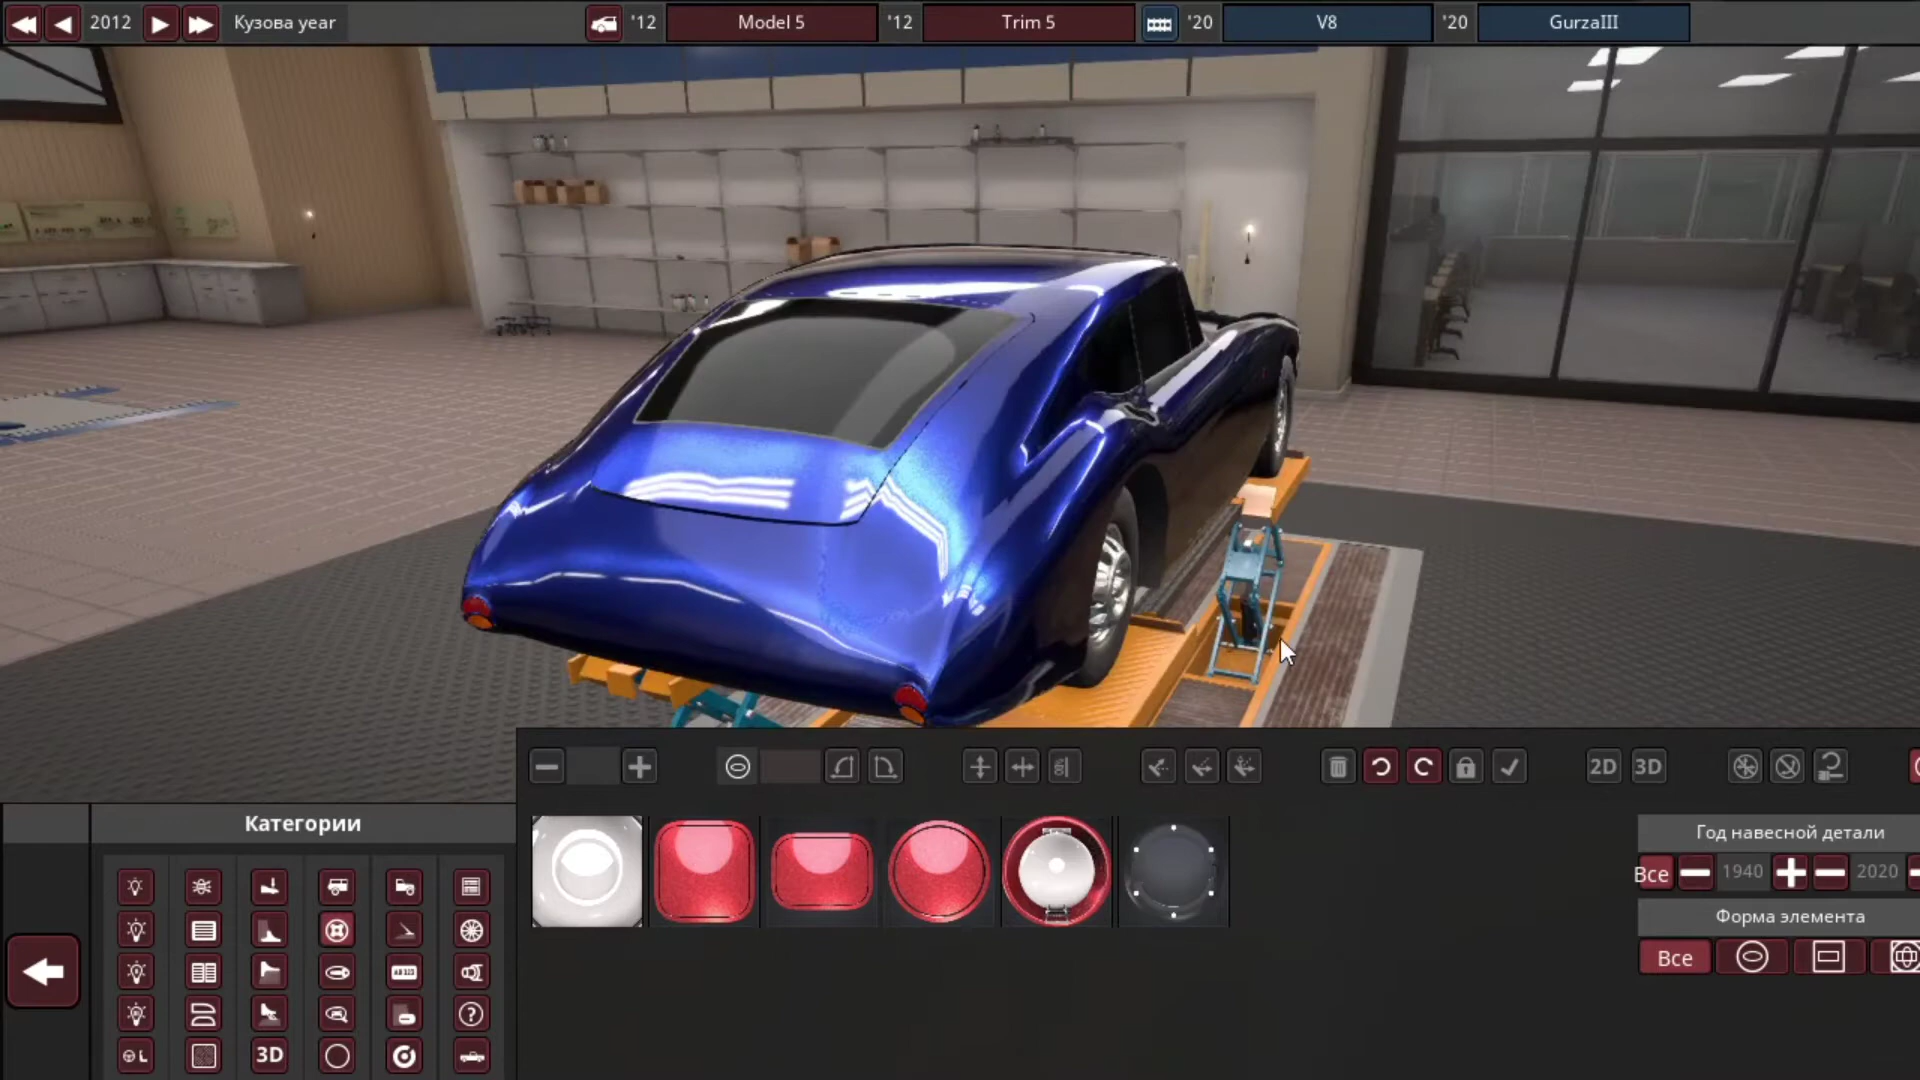 2012
Кузова year
'12
Model 5
'12
Trim 5
'20
V8
'20
GurzaIII
2D
3D
Категории
Год навесной детали
Все
1940
2020
Форма элемента
Все
L
3D
?